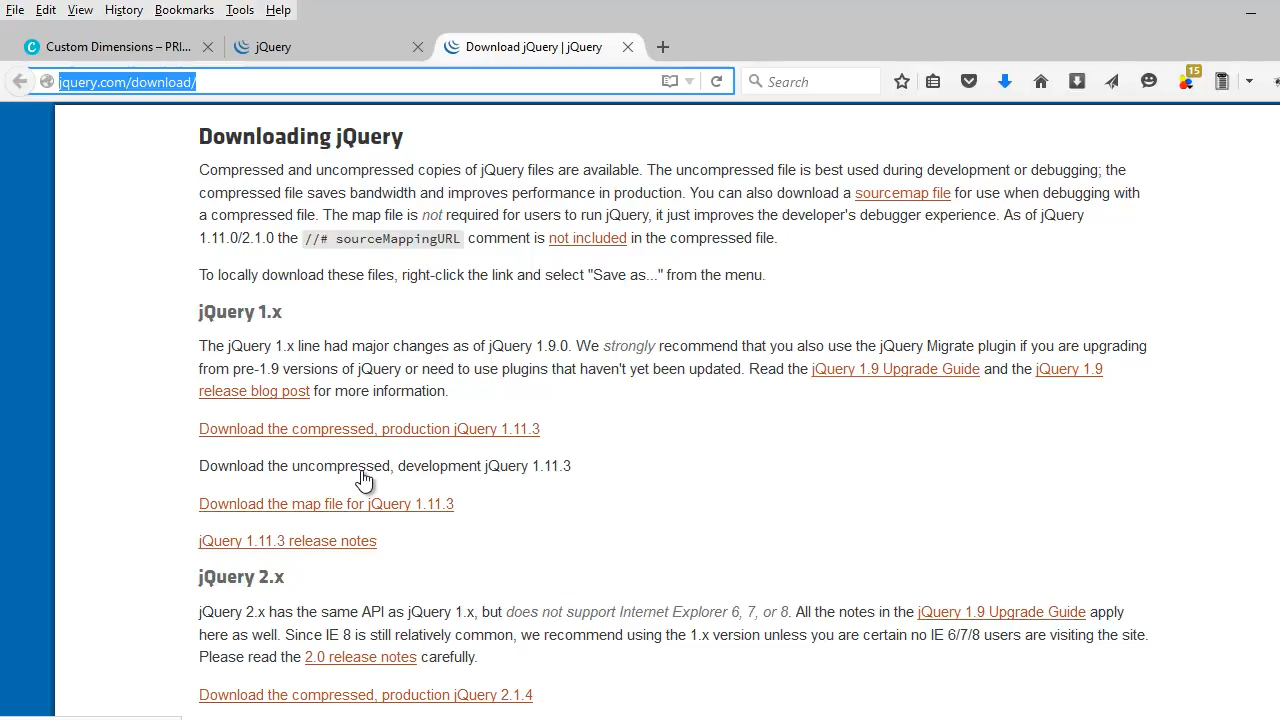 File Edit View History Bookmarks Tools Help
Custom Dimensions – PRI... jQuery Download jQuery | jQuery
jquery.com/download/ Search 15
Downloading jQuery
Compressed and uncompressed copies of jQuery files are available. The uncompressed file is best used during development or debugging; the
compressed file saves bandwidth and improves performance in production. You can also download a sourcemap file for use when debugging with
a compressed file. The map file is not required for users to run jQuery, it just improves the developer's debugger experience. As of jQuery
1.11.0/2.1.0 the //# sourceMappingURL comment is not included in the compressed file.
To locally download these files, right-click the link and select "Save as..." from the menu.
jQuery 1.x
The jQuery 1.x line had major changes as of jQuery 1.9.0. We strongly recommend that you also use the jQuery Migrate plugin if you are upgrading
from pre-1.9 versions of jQuery or need to use plugins that haven't yet been updated. Read the jQuery 1.9 Upgrade Guide and the jQuery 1.9
release blog post for more information.
Download the compressed, production jQuery 1.11.3
Download the uncompressed, development jQuery 1.11.3
Download the map file for jQuery 1.11.3
jQuery 1.11.3 release notes
jQuery 2.x
jQuery 2.x has the same API as jQuery 1.x, but does not support Internet Explorer 6, 7, or 8. All the notes in the jQuery 1.9 Upgrade Guide apply
here as well. Since IE 8 is still relatively common, we recommend using the 1.x version unless you are certain no IE 6/7/8 users are visiting the site.
Please read the 2.0 release notes carefully.
Download the compressed, production jQuery 2.1.4